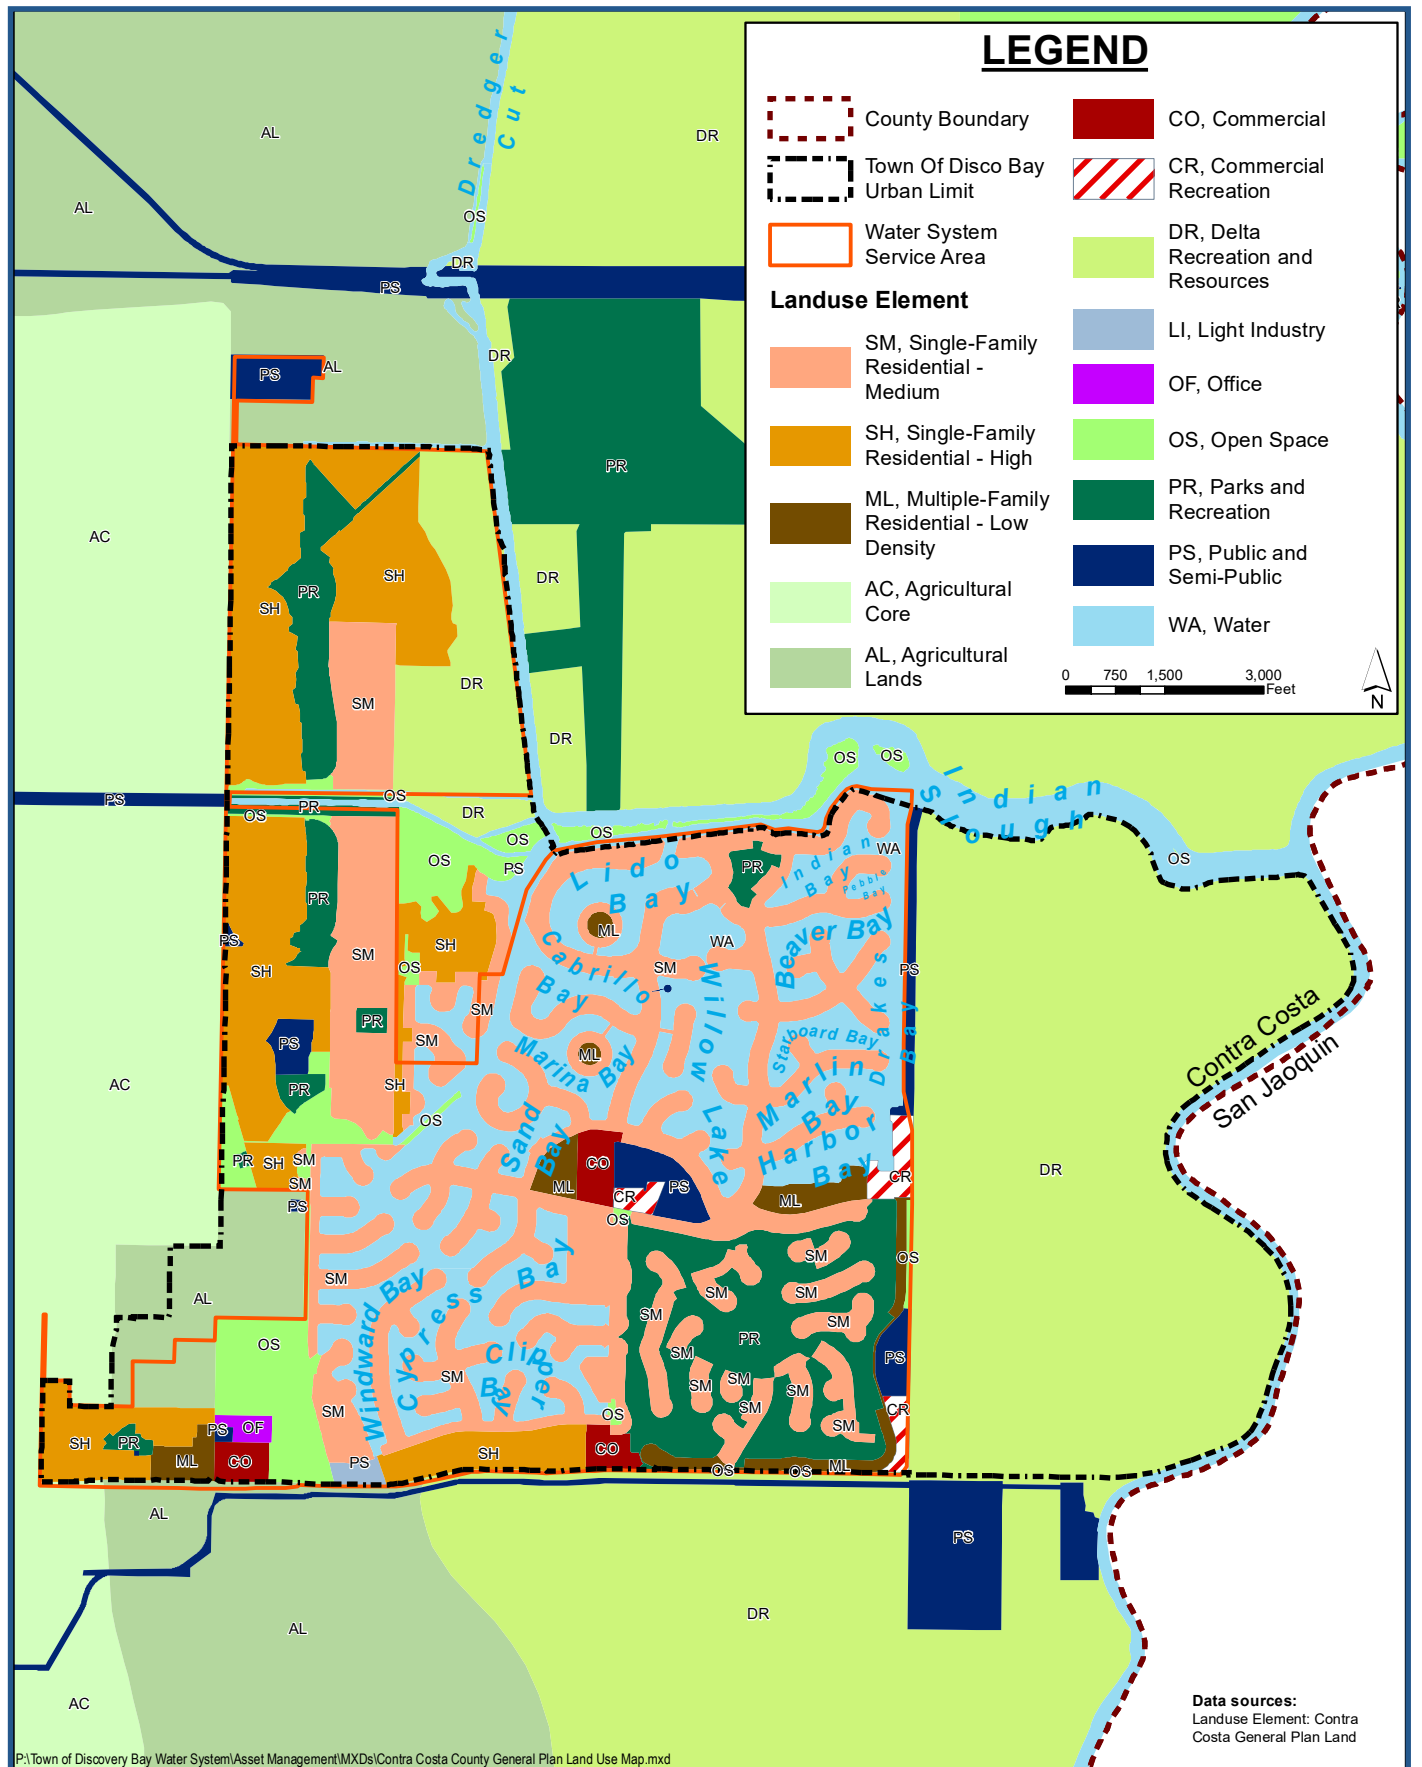 LEGEND
County Boundary
Town Of Disco Bay
Urban Limit
Water System
Service Area
Landuse Element
SM, Single-Family
Residential -
Medium
SH, Single-Family
Residential - High
ML, Multiple-Family
Residential - Low
Density
AC, Agricultural
Core
AL, Agricultural
Lands
CO, Commercial
CR, Commercial
Recreation
DR, Delta
Recreation and
Resources
LI, Light Industry
OF, Office
OS, Open Space
PR, Parks and
Recreation
PS, Public and
Semi-Public
WA, Water
0 750 1,500 3,000
Feet
N
Dredger
Cut
AL
DR
AL
OS
DR
PS
DR
PS
AL
PR
AC
SH
DR
PR
SH
DR
SM
DR
OS
OS
Indian
Slough
PS
OS
PR
OS
DR
OS
OS
OS
PS
OS
Lido
Bay
PR
Indian
Bay
Pebble
Bay
WA
PR
ML
Beaver Bay
PS
SH
SM
SH
OS
Cabrillo
Bay
SM
WA
Willow
Lake
Drakes
Bay
PS
PR
SM
SM
PS
Marina Bay
ML
Starboard Bay
AC
PR
SH
OS
Marlin
Bay
Harbor
Bay
Contra Costa
San Jaoquin
Sand
Bay
PR
SH
SM
SM
PS
ML
CO
CR
PS
ML
CR
DR
OS
OS
SM
SM
SM
SM
SM
SM
SM
SM
SM
SM
SM
SM
PR
PS
CR
AL
OS
Windward Bay
Cypress Bay
Clipper
Bay
SM
SM
OS
SH
PR
ML
PS
OF
CO
PS
SH
CO
OS
OS
ML
AL
PS
AL
DR
AC
Data sources:
Landuse Element: Contra
Costa General Plan Land
P:\Town of Discovery Bay Water System\Asset Management\MXDs\Contra Costa County General Plan Land Use Map.mxd